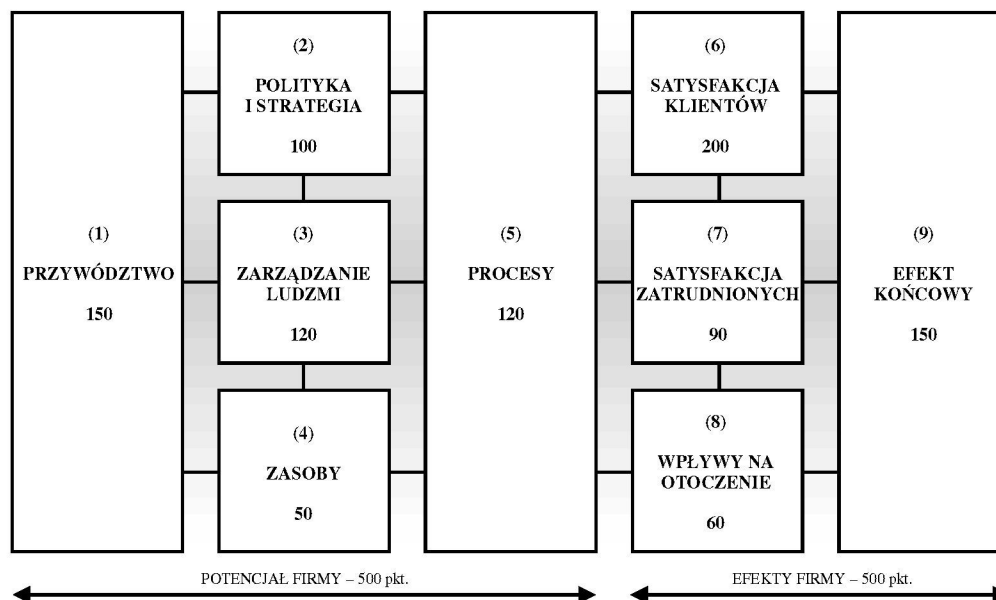 (1)
PRZYWÓDZTWO
150
(2)
POLITYKA
I STRATEGIA
100
(3)
ZARZĄDZANIE
LUDZMI
120
(4)
ZASOBY
50
(5)
PROCESY
120
(6)
SATYSFAKCJA
KLIENTÓW
200
(7)
SATYSFAKCJA
ZATRUDNIONYCH
90
(8)
WPŁYWY NA
OTOCZENIE
60
(9)
EFEKT
KOŃCOWY
150
POTENCJAŁ FIRMY – 500 pkt.
EFEKTY FIRMY – 500 pkt.